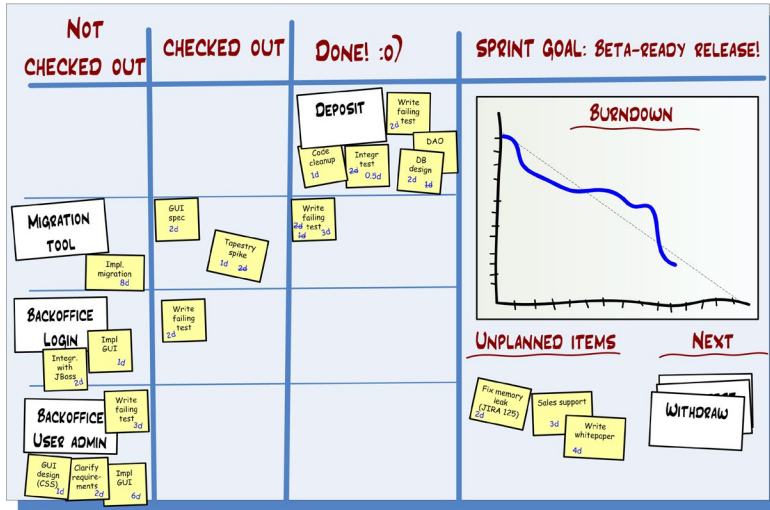 NOT
CHECKED OUT
CHECKED OUT
DONE! :o)
SPRINT GOAL: BETA-READY RELEASE!
DEPOSIT
Write
failing
test
2d
DAO
Code
cleanup
1d
Integr
test
2d 0.5d
DB
design
2d 1d
MIGRATION
TOOL
Impl.
migration
8d
GUI
spec
2d
Tapestry
spike
1d 2d
Write
failing
2d test 3d
1d
BACKOFFICE
LOGIN
Integr.
with
JBoss
2d
Impl
GUI
1d
Write
failing
2d test
BACKOFFICE
USER ADMIN
Write
failing
test
3d
GUI
design
(CSS)
1d
Clarify
require-
ments
2d
Impl
GUI
6d
BURNDOWN
UNPLANNED ITEMS
Fix memory
leak
(JIRA 125)
2d
Sales support
3d
Write
whitepaper
4d
NEXT
WITHDRAW